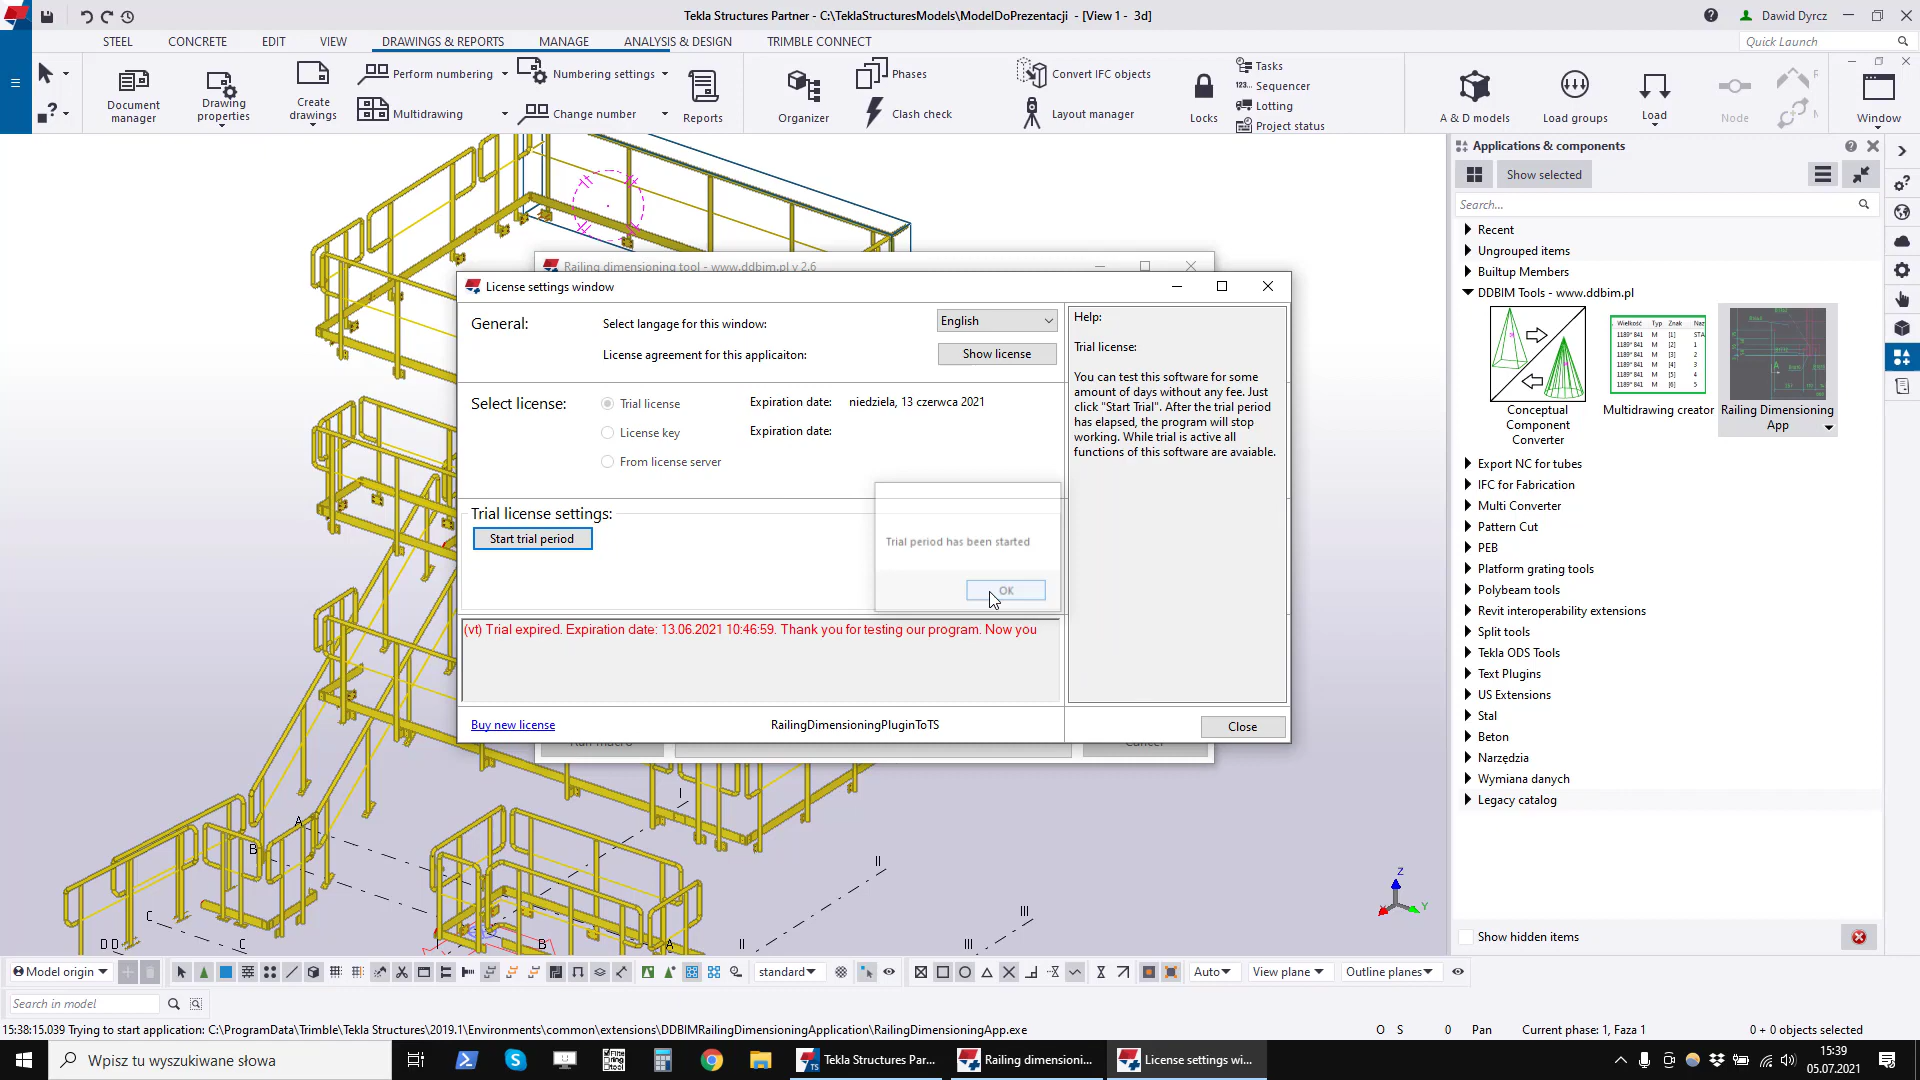 Tekla Structures Partner - C:\TeklaStructuresModels\ModelDoPrezentacji - [View 1 - 3d]
Dawid Dyrcz
STEEL CONCRETE EDIT VIEW DRAWINGS & REPORTS MANAGE ANALYSIS & DESIGN TRIMBLE CONNECT
Quick Launch
Document manager
Drawing properties
Create drawings
Perform numbering
Multidrawing
Numbering settings
Change number
Reports
Organizer
Phases
Clash check
Convert IFC objects
Layout manager
Locks
Tasks
Sequencer
Lotting
Project status
A & D models
Load groups
Load
Node
Window
Applications & components
Show selected
Search...
Recent
Ungrouped items
Builtup Members
DDBIM Tools - www.ddbim.pl
Conceptual Component Converter
Multidrawing creator
Railing Dimensioning App
Export NC for tubes
IFC for Fabrication
Multi Converter
Pattern Cut
PEB
Platform grating tools
Polybeam tools
Revit interoperability extensions
Split tools
Tekla ODS Tools
Text Plugins
US Extensions
Stal
Beton
Narzędzia
Wymiana danych
Legacy catalog
Show hidden items
Railing dimensioning tool - www.ddbim.pl v 2.6
License settings window
General:
Select langage for this window:
English
License agreement for this applicaiton:
Show license
Select license:
Trial license
Expiration date: niedziela, 13 czerwca 2021
License key
Expiration date:
From license server
Trial license settings:
Start trial period
Trial period has been started
OK
(vt) Trial expired. Expiration date: 13.06.2021 10:46:59. Thank you for testing our program. Now you
Buy new license
RailingDimensioningPluginToTS
Help:
Trial license:
You can test this software for some
amount of days without any fee. Just
click "Start Trial". After the trial period
has elapsed, the program will stop
working. While trial is active all
functions of this software are avaiable.
Close
Run macro
Cancel
A
B
C
D D
C
I
B
A
II
II
III
III
I
Z
Y
X
Model origin
standard
Auto
View plane
Outline planes
Search in model
15:38:15.039 Trying to start application: C:\ProgramData\Trimble\Tekla Structures\2019.1\Environments\common\extensions\DDBIMRailingDimensioningApplication\RailingDimensioningApp.exe
O S 0 Pan Current phase: 1, Faza 1 0 + 0 objects selected
Wpisz tu wyszukiwane słowa
Tekla Structures Par...
Railing dimensioni...
License settings wi...
15:39
05.07.2021